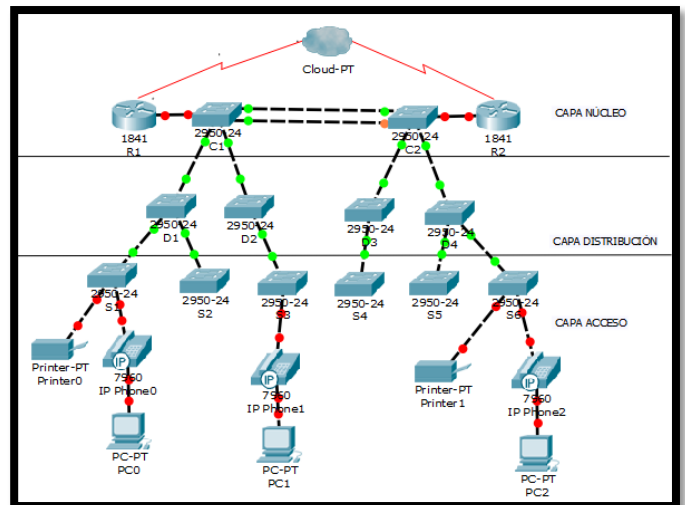 Cloud-PT
CAPA NÚCLEO
1841
R1
2950-24
C1
2950-24
C2
1841
R2
2950-24
D1
2950-24
D2
2950-24
D3
2950-24
D4
CAPA DISTRIBUCIÓN
2950-24
S1
2950-24
S2
2950-24
S3
2950-24
S4
2950-24
S5
2950-24
S6
CAPA ACCESO
Printer-PT
Printer0
IP
7960
IP Phone0
IP
7960
IP Phone1
Printer-PT
Printer1
IP
7960
IP Phone2
PC-PT
PC0
PC-PT
PC1
PC-PT
PC2